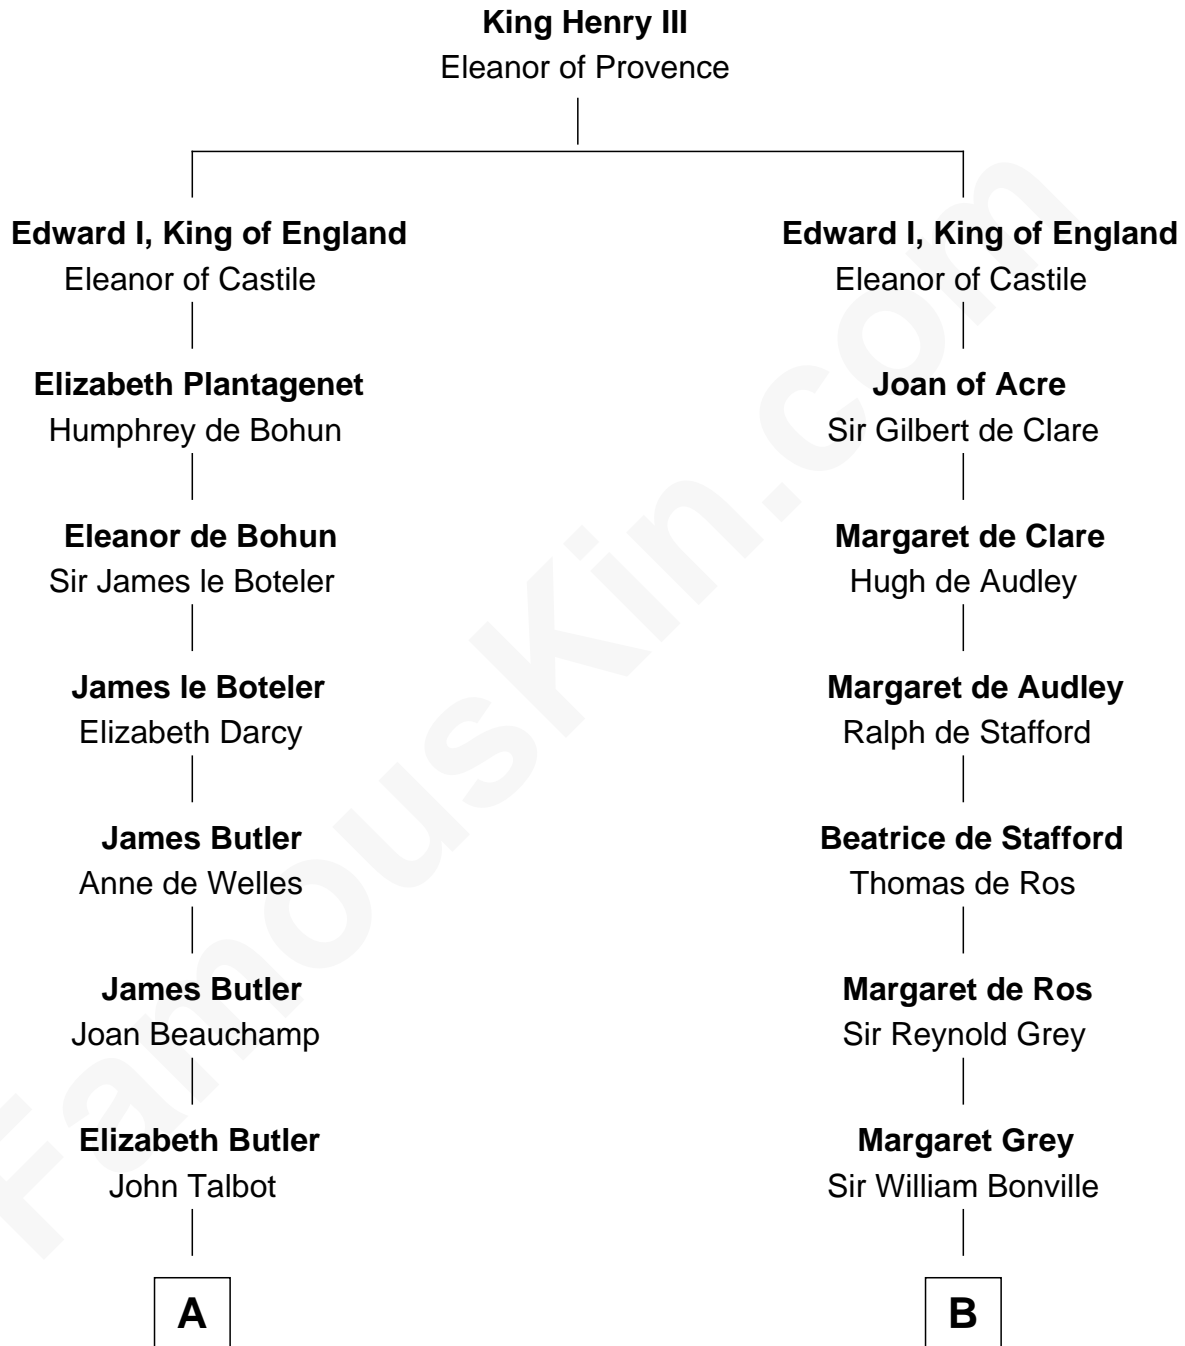 King Henry III
Eleanor of Provence
Edward I, King of England
Eleanor of Castile
Elizabeth Plantagenet
Humphrey de Bohun
Eleanor de Bohun
Sir James le Boteler
James le Boteler
Elizabeth Darcy
James Butler
Anne de Welles
James Butler
Joan Beauchamp
Elizabeth Butler
John Talbot
A
Edward I, King of England
Eleanor of Castile
Joan of Acre
Sir Gilbert de Clare
Margaret de Clare
Hugh de Audley
Margaret de Audley
Ralph de Stafford
Beatrice de Stafford
Thomas de Ros
Margaret de Ros
Sir Reynold Grey
Margaret Grey
Sir William Bonville
B
FamousKin.com